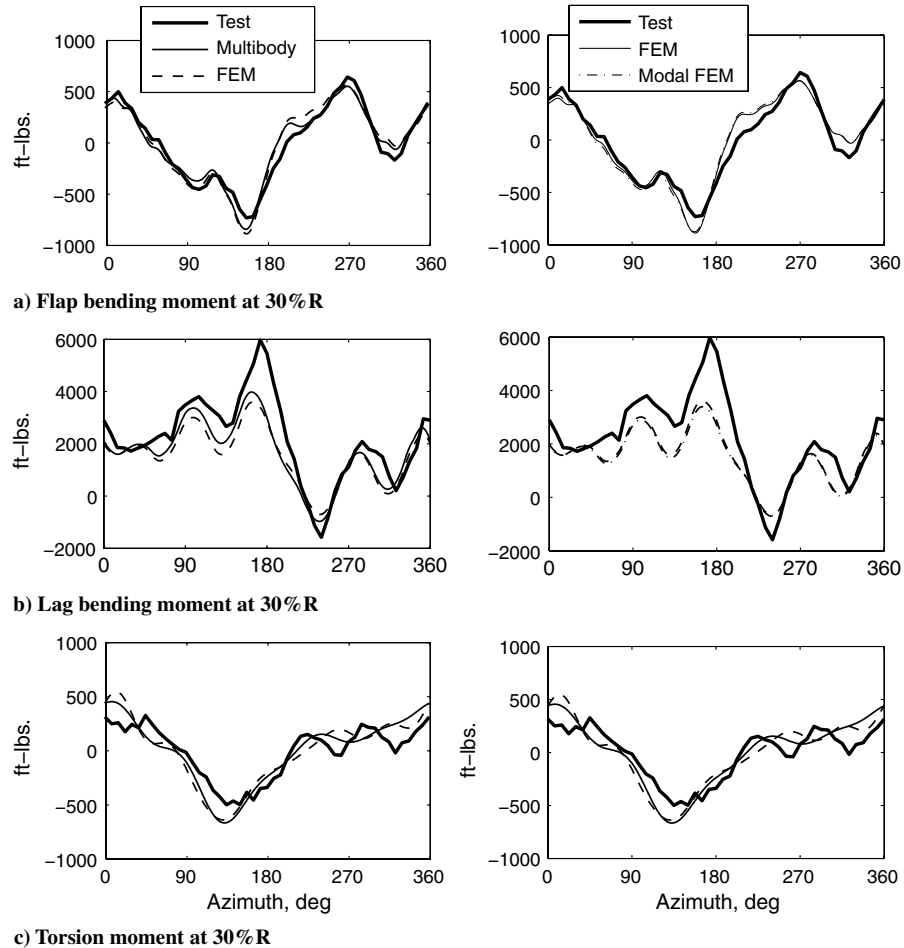 Test
Multibody
FEM
Test
FEM
Modal FEM
1000
500
0
−500
−1000
ft–lbs.
0 90 180 270 360
1000
500
0
−500
−1000
0 90 180 270 360
a) Flap bending moment at 30%R
6000
4000
2000
0
−2000
ft–lbs.
0 90 180 270 360
6000
4000
2000
0
−2000
0 90 180 270 360
b) Lag bending moment at 30%R
1000
500
0
−500
−1000
ft–lbs.
0 90 180 270 360
Azimuth, deg
1000
500
0
−500
−1000
ft–lbs.
0 90 180 270 360
Azimuth, deg
c) Torsion moment at 30%R